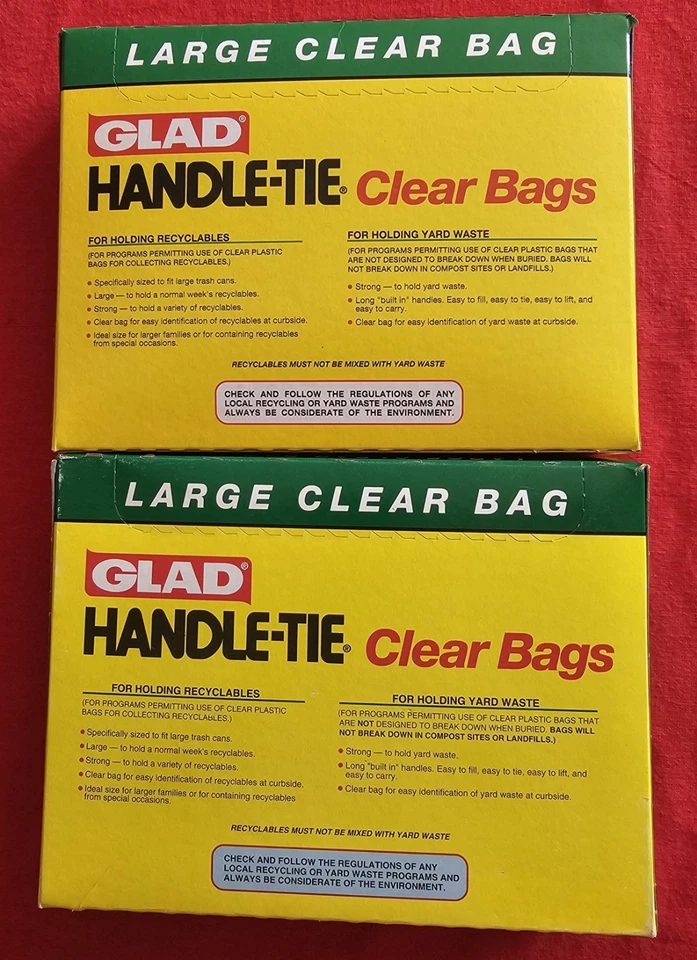 LARGE CLEAR BAG
GLAD®
HANDLE-TIE® Clear Bags
FOR HOLDING RECYCLABLES
(FOR PROGRAMS PERMITTING USE OF CLEAR PLASTIC
BAGS FOR COLLECTING RECYCLABLES.)
• Specifically sized to fit large trash cans.
• Large — to hold a normal week's recyclables.
• Strong — to hold a variety of recyclables.
• Clear bag for easy identification of recyclables at curbside.
• Ideal size for larger families or for containing recyclables
from special occasions.
FOR HOLDING YARD WASTE
(FOR PROGRAMS PERMITTING USE OF CLEAR PLASTIC BAGS THAT
ARE NOT DESIGNED TO BREAK DOWN WHEN BURIED. BAGS WILL
NOT BREAK DOWN IN COMPOST SITES OR LANDFILLS.)
• Strong — to hold yard waste.
• Long "built in" handles. Easy to fill, easy to tie, easy to lift, and
easy to carry.
• Clear bag for easy identification of yard waste at curbside.
RECYCLABLES MUST NOT BE MIXED WITH YARD WASTE
CHECK AND FOLLOW THE REGULATIONS OF ANY
LOCAL RECYCLING OR YARD WASTE PROGRAMS AND
ALWAYS BE CONSIDERATE OF THE ENVIRONMENT.
LARGE CLEAR BAG
GLAD®
HANDLE-TIE® Clear Bags
FOR HOLDING RECYCLABLES
(FOR PROGRAMS PERMITTING USE OF CLEAR PLASTIC
BAGS FOR COLLECTING RECYCLABLES.)
• Specifically sized to fit large trash cans.
• Large — to hold a normal week's recyclables.
• Strong — to hold a variety of recyclables.
• Clear bag for easy identification of recyclables at curbside.
• Ideal size for larger families or for containing recyclables
from special occasions.
FOR HOLDING YARD WASTE
(FOR PROGRAMS PERMITTING USE OF CLEAR PLASTIC BAGS THAT
ARE NOT DESIGNED TO BREAK DOWN WHEN BURIED. BAGS WILL
NOT BREAK DOWN IN COMPOST SITES OR LANDFILLS.)
• Strong — to hold yard waste.
• Long "built in" handles. Easy to fill, easy to tie, easy to lift, and
easy to carry.
• Clear bag for easy identification of yard waste at curbside.
RECYCLABLES MUST NOT BE MIXED WITH YARD WASTE
CHECK AND FOLLOW THE REGULATIONS OF ANY
LOCAL RECYCLING OR YARD WASTE PROGRAMS AND
ALWAYS BE CONSIDERATE OF THE ENVIRONMENT.